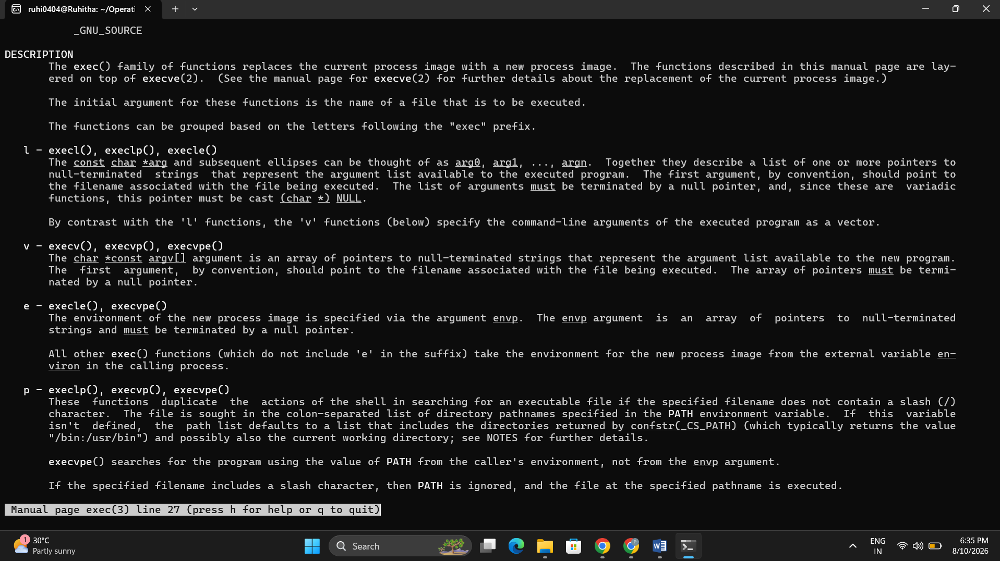 ruhi0404@Ruhitha: ~/Operati
_GNU_SOURCE
DESCRIPTION
The exec() family of functions replaces the current process image with a new process image.  The functions described in this manual page are lay-
ered on top of execve(2).  (See the manual page for execve(2) for further details about the replacement of the current process image.)
The initial argument for these functions is the name of a file that is to be executed.
The functions can be grouped based on the letters following the "exec" prefix.
l - execl(), execlp(), execle()
The const char *arg and subsequent ellipses can be thought of as arg0, arg1, ..., argn.  Together they describe a list of one or more pointers to
null-terminated  strings  that represent the argument list available to the executed program.  The first argument, by convention, should point to
the filename associated with the file being executed.  The list of arguments must be terminated by a null pointer, and, since these are  variadic
functions, this pointer must be cast (char *) NULL.
By contrast with the 'l' functions, the 'v' functions (below) specify the command-line arguments of the executed program as a vector.
v - execv(), execvp(), execvpe()
The char *const argv[] argument is an array of pointers to null-terminated strings that represent the argument list available to the new program.
The  first  argument,  by convention, should point to the filename associated with the file being executed.  The array of pointers must be termi-
nated by a null pointer.
e - execle(), execvpe()
The environment of the new process image is specified via the argument envp.  The envp argument  is  an  array  of  pointers  to  null-terminated
strings and must be terminated by a null pointer.
All other exec() functions (which do not include 'e' in the suffix) take the environment for the new process image from the external variable en-
viron in the calling process.
p - execlp(), execvp(), execvpe()
These  functions  duplicate  the  actions of the shell in searching for an executable file if the specified filename does not contain a slash (/)
character.  The file is sought in the colon-separated list of directory pathnames specified in the PATH environment variable.  If  this  variable
isn't  defined,  the  path list defaults to a list that includes the directories returned by confstr(_CS_PATH) (which typically returns the value
"/bin:/usr/bin") and possibly also the current working directory; see NOTES for further details.
execvpe() searches for the program using the value of PATH from the caller's environment, not from the envp argument.
If the specified filename includes a slash character, then PATH is ignored, and the file at the specified pathname is executed.
Manual page exec(3) line 27 (press h for help or q to quit)
1
30°C
Partly sunny
Search
P
W
ENG
IN
6:35 PM
8/10/2026